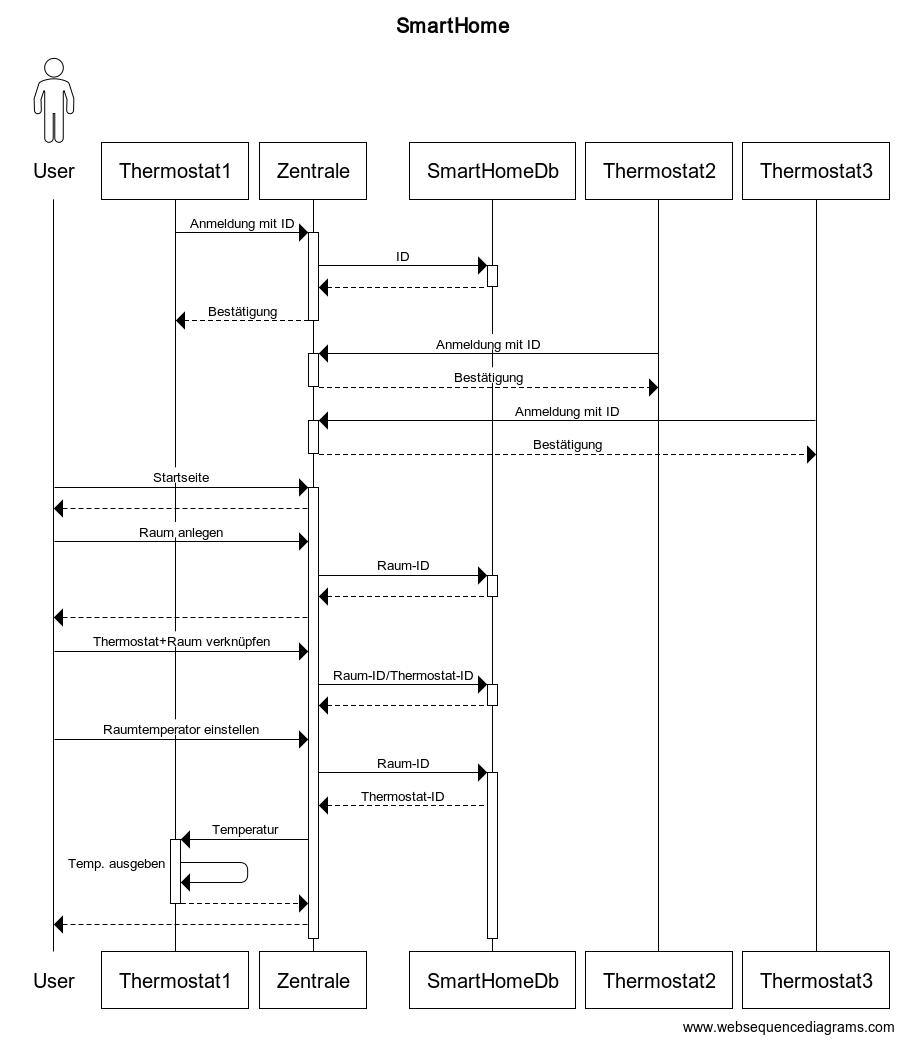 SmartHome
User
Thermostat1
Zentrale
SmartHomeDb
Thermostat2
Thermostat3
Anmeldung mit ID
ID
Bestätigung
Anmeldung mit ID
Bestätigung
Anmeldung mit ID
Bestätigung
Startseite
Raum anlegen
Raum-ID
Thermostat+Raum verknüpfen
Raum-ID/Thermostat-ID
Raumtemperator einstellen
Raum-ID
Thermostat-ID
Temperatur
Temp. ausgeben
User
Thermostat1
Zentrale
SmartHomeDb
Thermostat2
Thermostat3
www.websequencediagrams.com